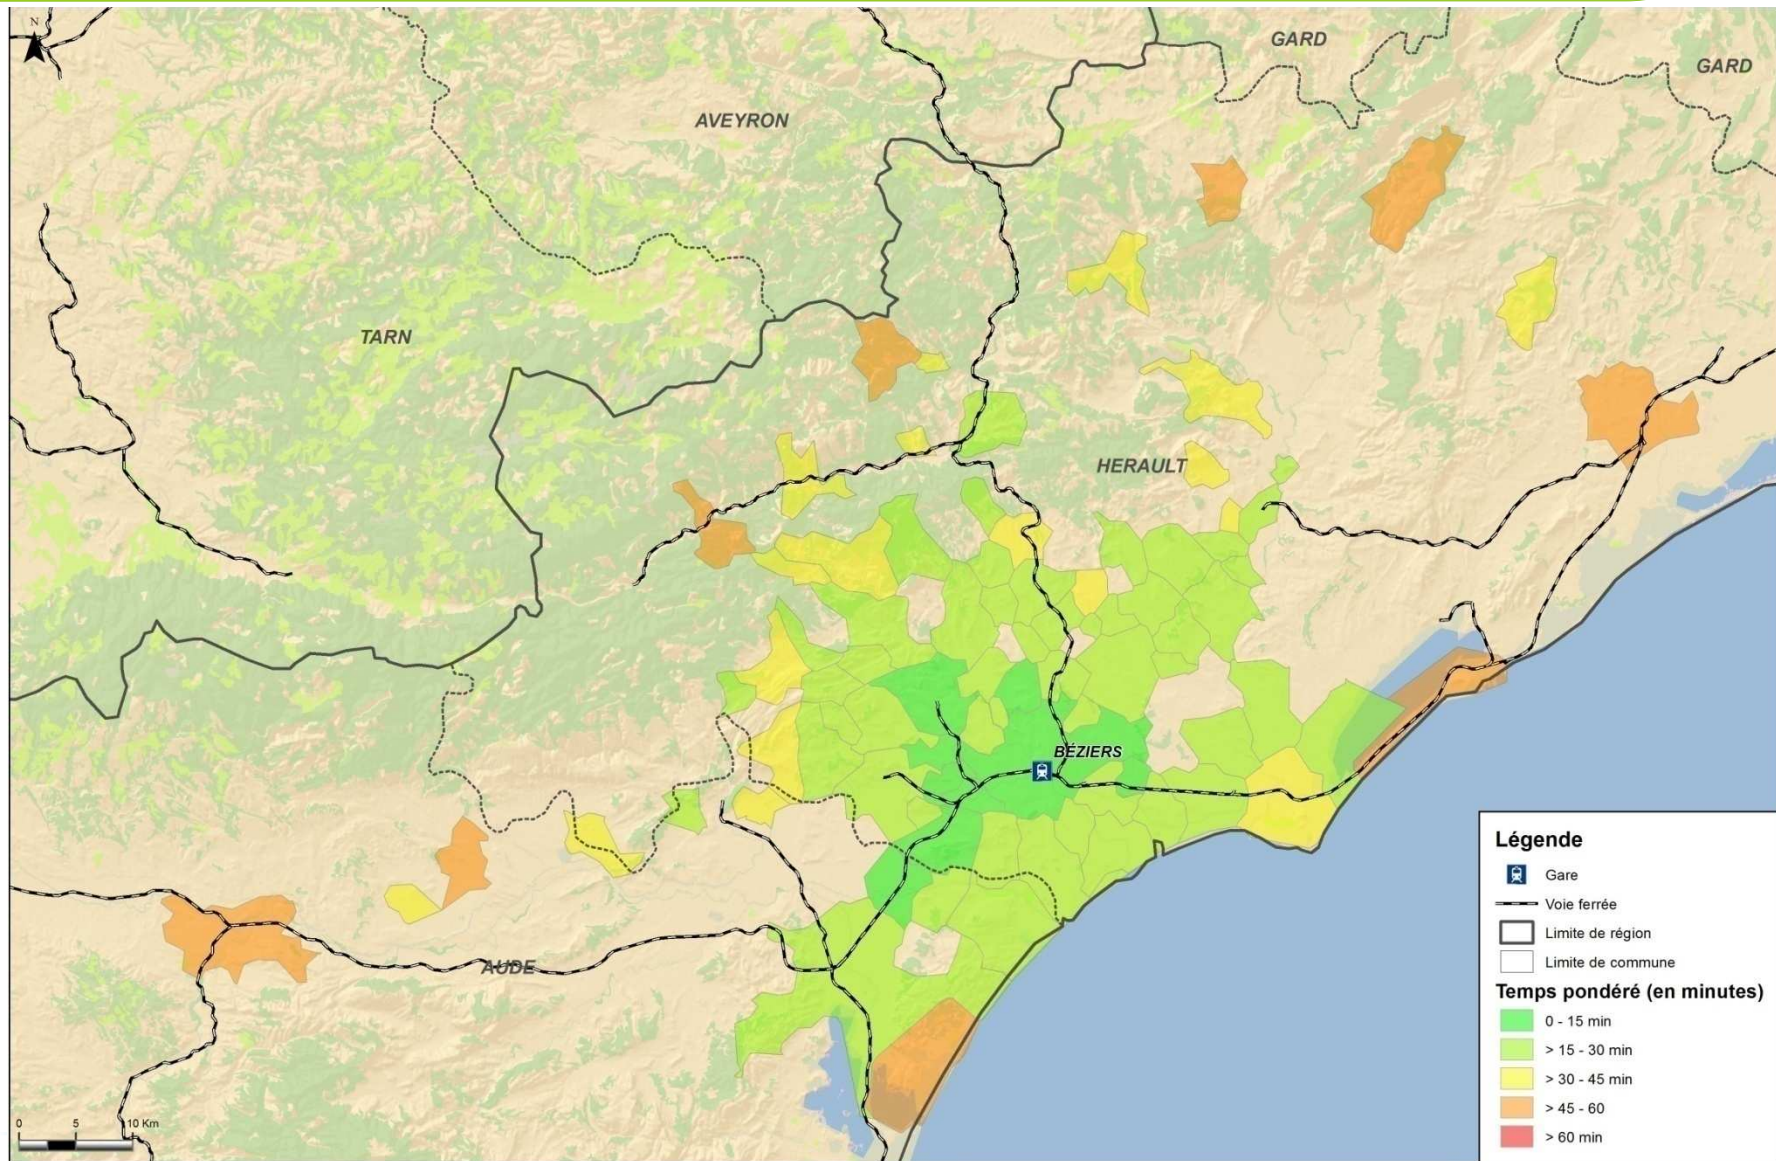 N
GARD
GARD
AVEYRON
TARN
HERAULT
BÉZIERS
AUDE
Légende
Gare
Voie ferrée
Limite de région
Limite de commune
Temps pondéré (en minutes)
0 - 15 min
> 15 - 30 min
> 30 - 45 min
> 45 - 60
> 60 min
0 5 10 Km